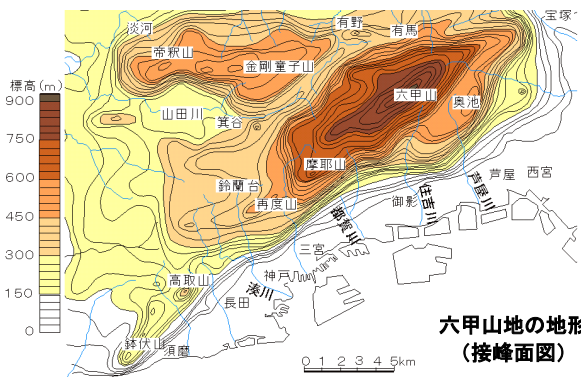 淡河
有野
有馬
宝塚
帝釈山
金剛童子山
標高(m)
900
750
600
450
300
150
0
六甲山
奥池
山田川
箕谷
摩耶山
鈴蘭台
再度山
芦屋
西宮
芦屋川
住吉川
御影
都賀川
三宮
神戸
高取山
湊川
長田
鉢伏山
須磨
0 1 2 3 4 5km
六甲山地の地形
(接峰面図)